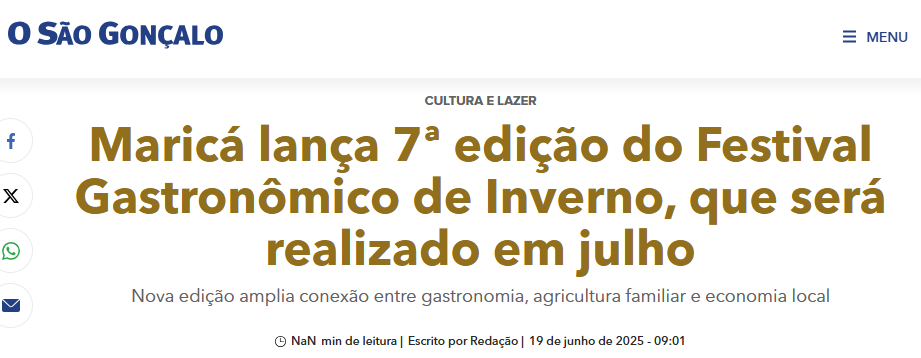 O SÃO GONÇALO
MENU
CULTURA E LAZER
Maricá lança 7ª edição do Festival
Gastronômico de Inverno, que será
realizado em julho
Nova edição amplia conexão entre gastronomia, agricultura familiar e economia local
NaN min de leitura | Escrito por Redação | 19 de junho de 2025 - 09:01